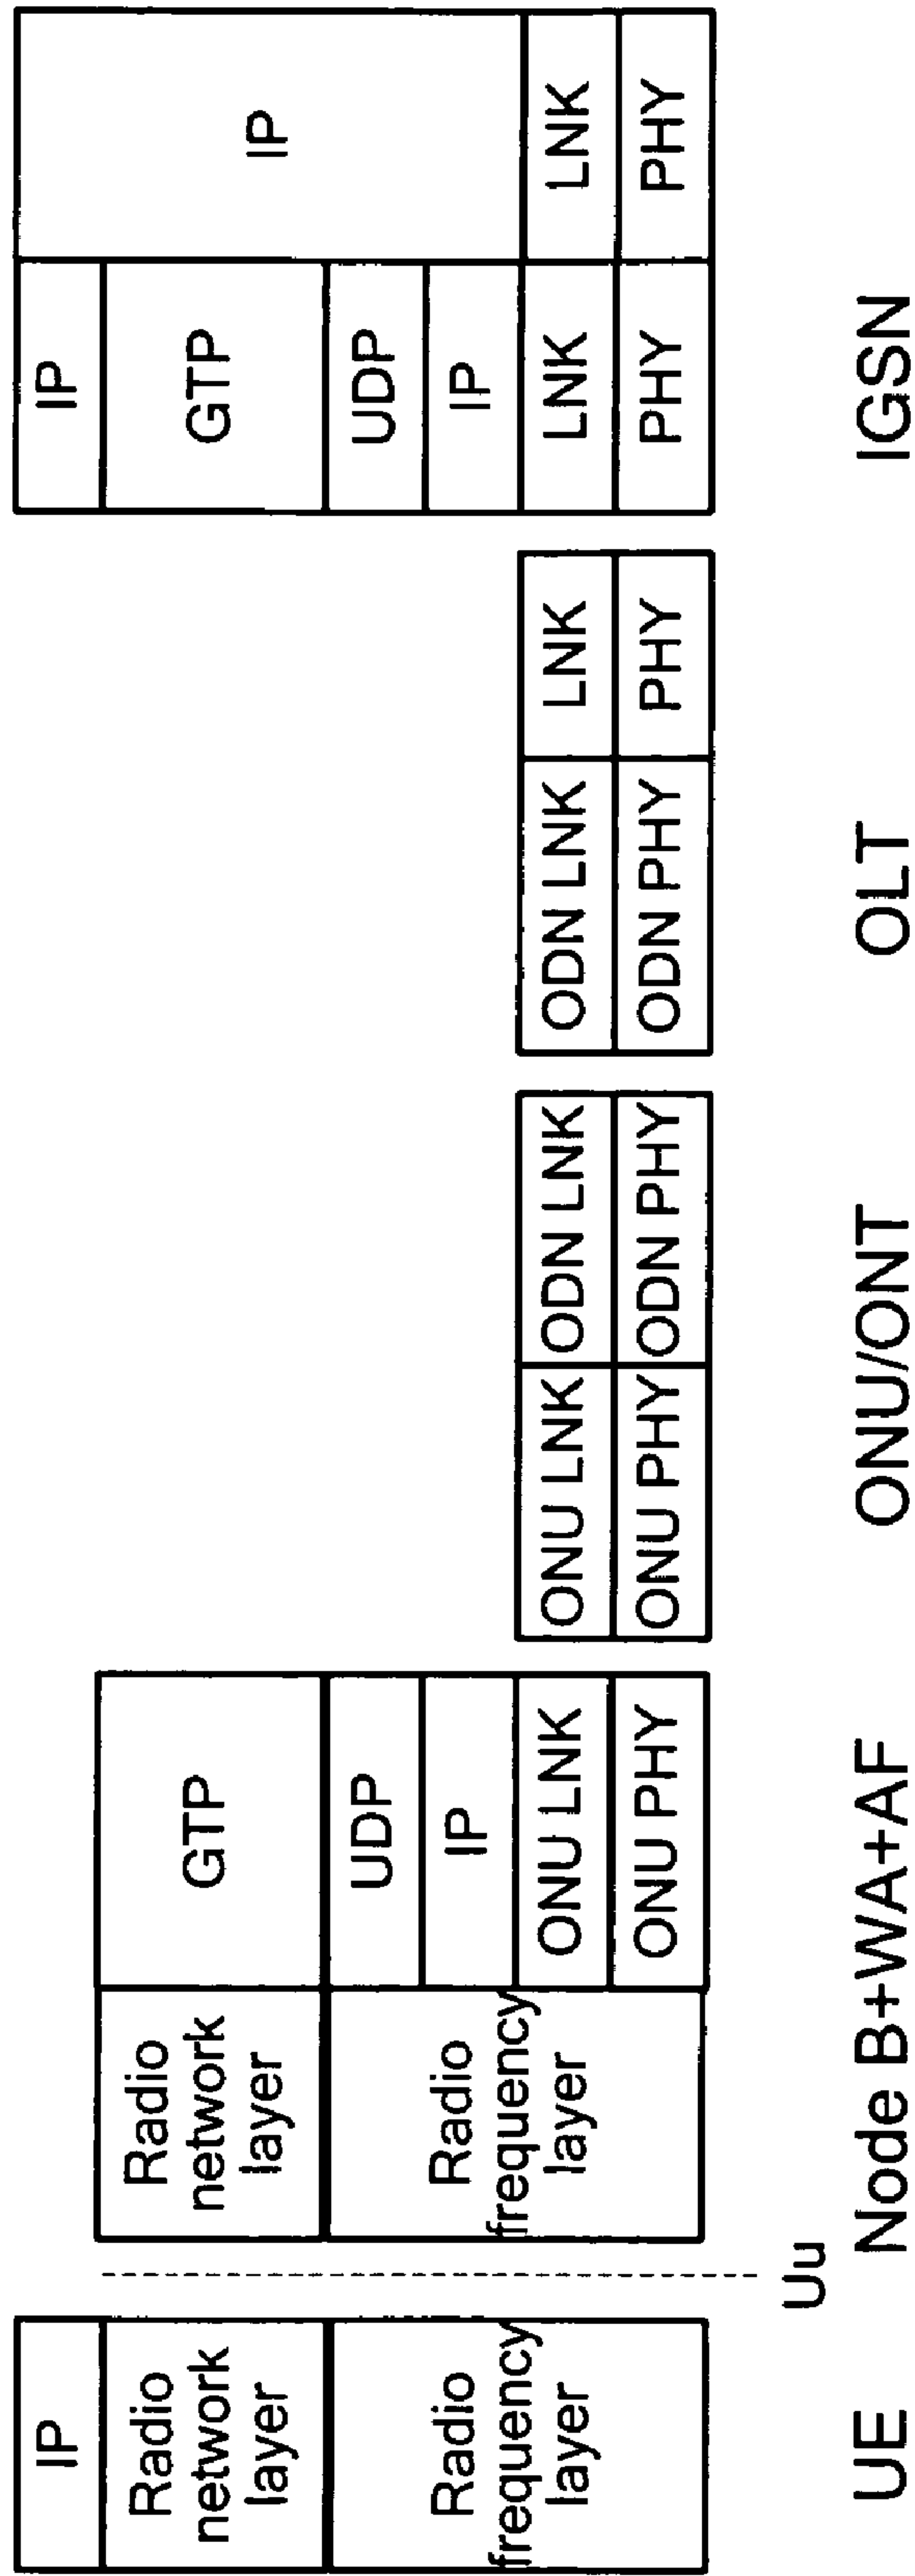 IP
Radio
network
layer
Radio
frequency
layer
UE
Uu
Radio
network
layer
Radio
frequency
layer
GTP
UDP
IP
ONU LNK
ONU PHY
Node B+WA+AF
ONU LNK
ODN LNK
ONU PHY
ODN PHY
ONU/ONT
ODN LNK
LNK
ODN PHY
PHY
OLT
IP
GTP
UDP
IP
LNK
PHY
IP
LNK
PHY
IGSN